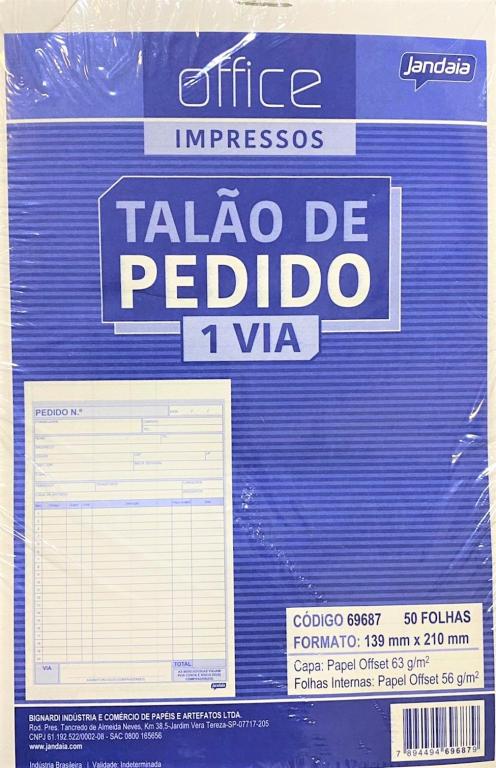 office
Jandaia
IMPRESSOS
TALÃO DE
PEDIDO
1 VIA
PEDIDO N.º
VIA
TOTAL
Jandaia
CÓDIGO 69687 50 FOLHAS
FORMATO: 139 mm x 210 mm
Capa: Papel Offset 63 g/m²
Folhas Internas: Papel Offset 56 g/m²
BIGNARDI INDÚSTRIA E COMÉRCIO DE PAPÉIS E ARTEFATOS LTDA.
Rod. Pres. Tancredo de Almeida Neves, Km 38,5-Jardim Vera Tereza-SP-07717-205
CNPJ 61.192.522/0002-08 - SAC 0800 165656
www.jandaia.com
Indústria Brasileira | Validade: Indeterminada
7 894494 696879